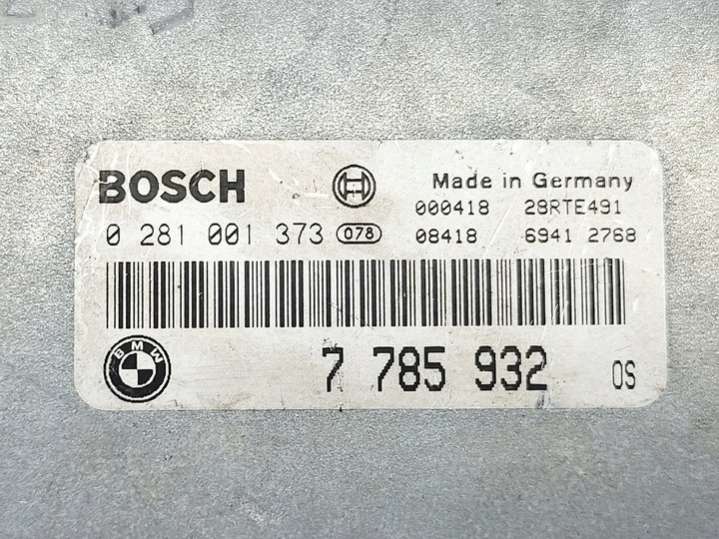 BOSCH
Made in Germany
000418 28RTE491
0 281 001 373 078
08418 6941 2768
BMW
7 785 932 OS